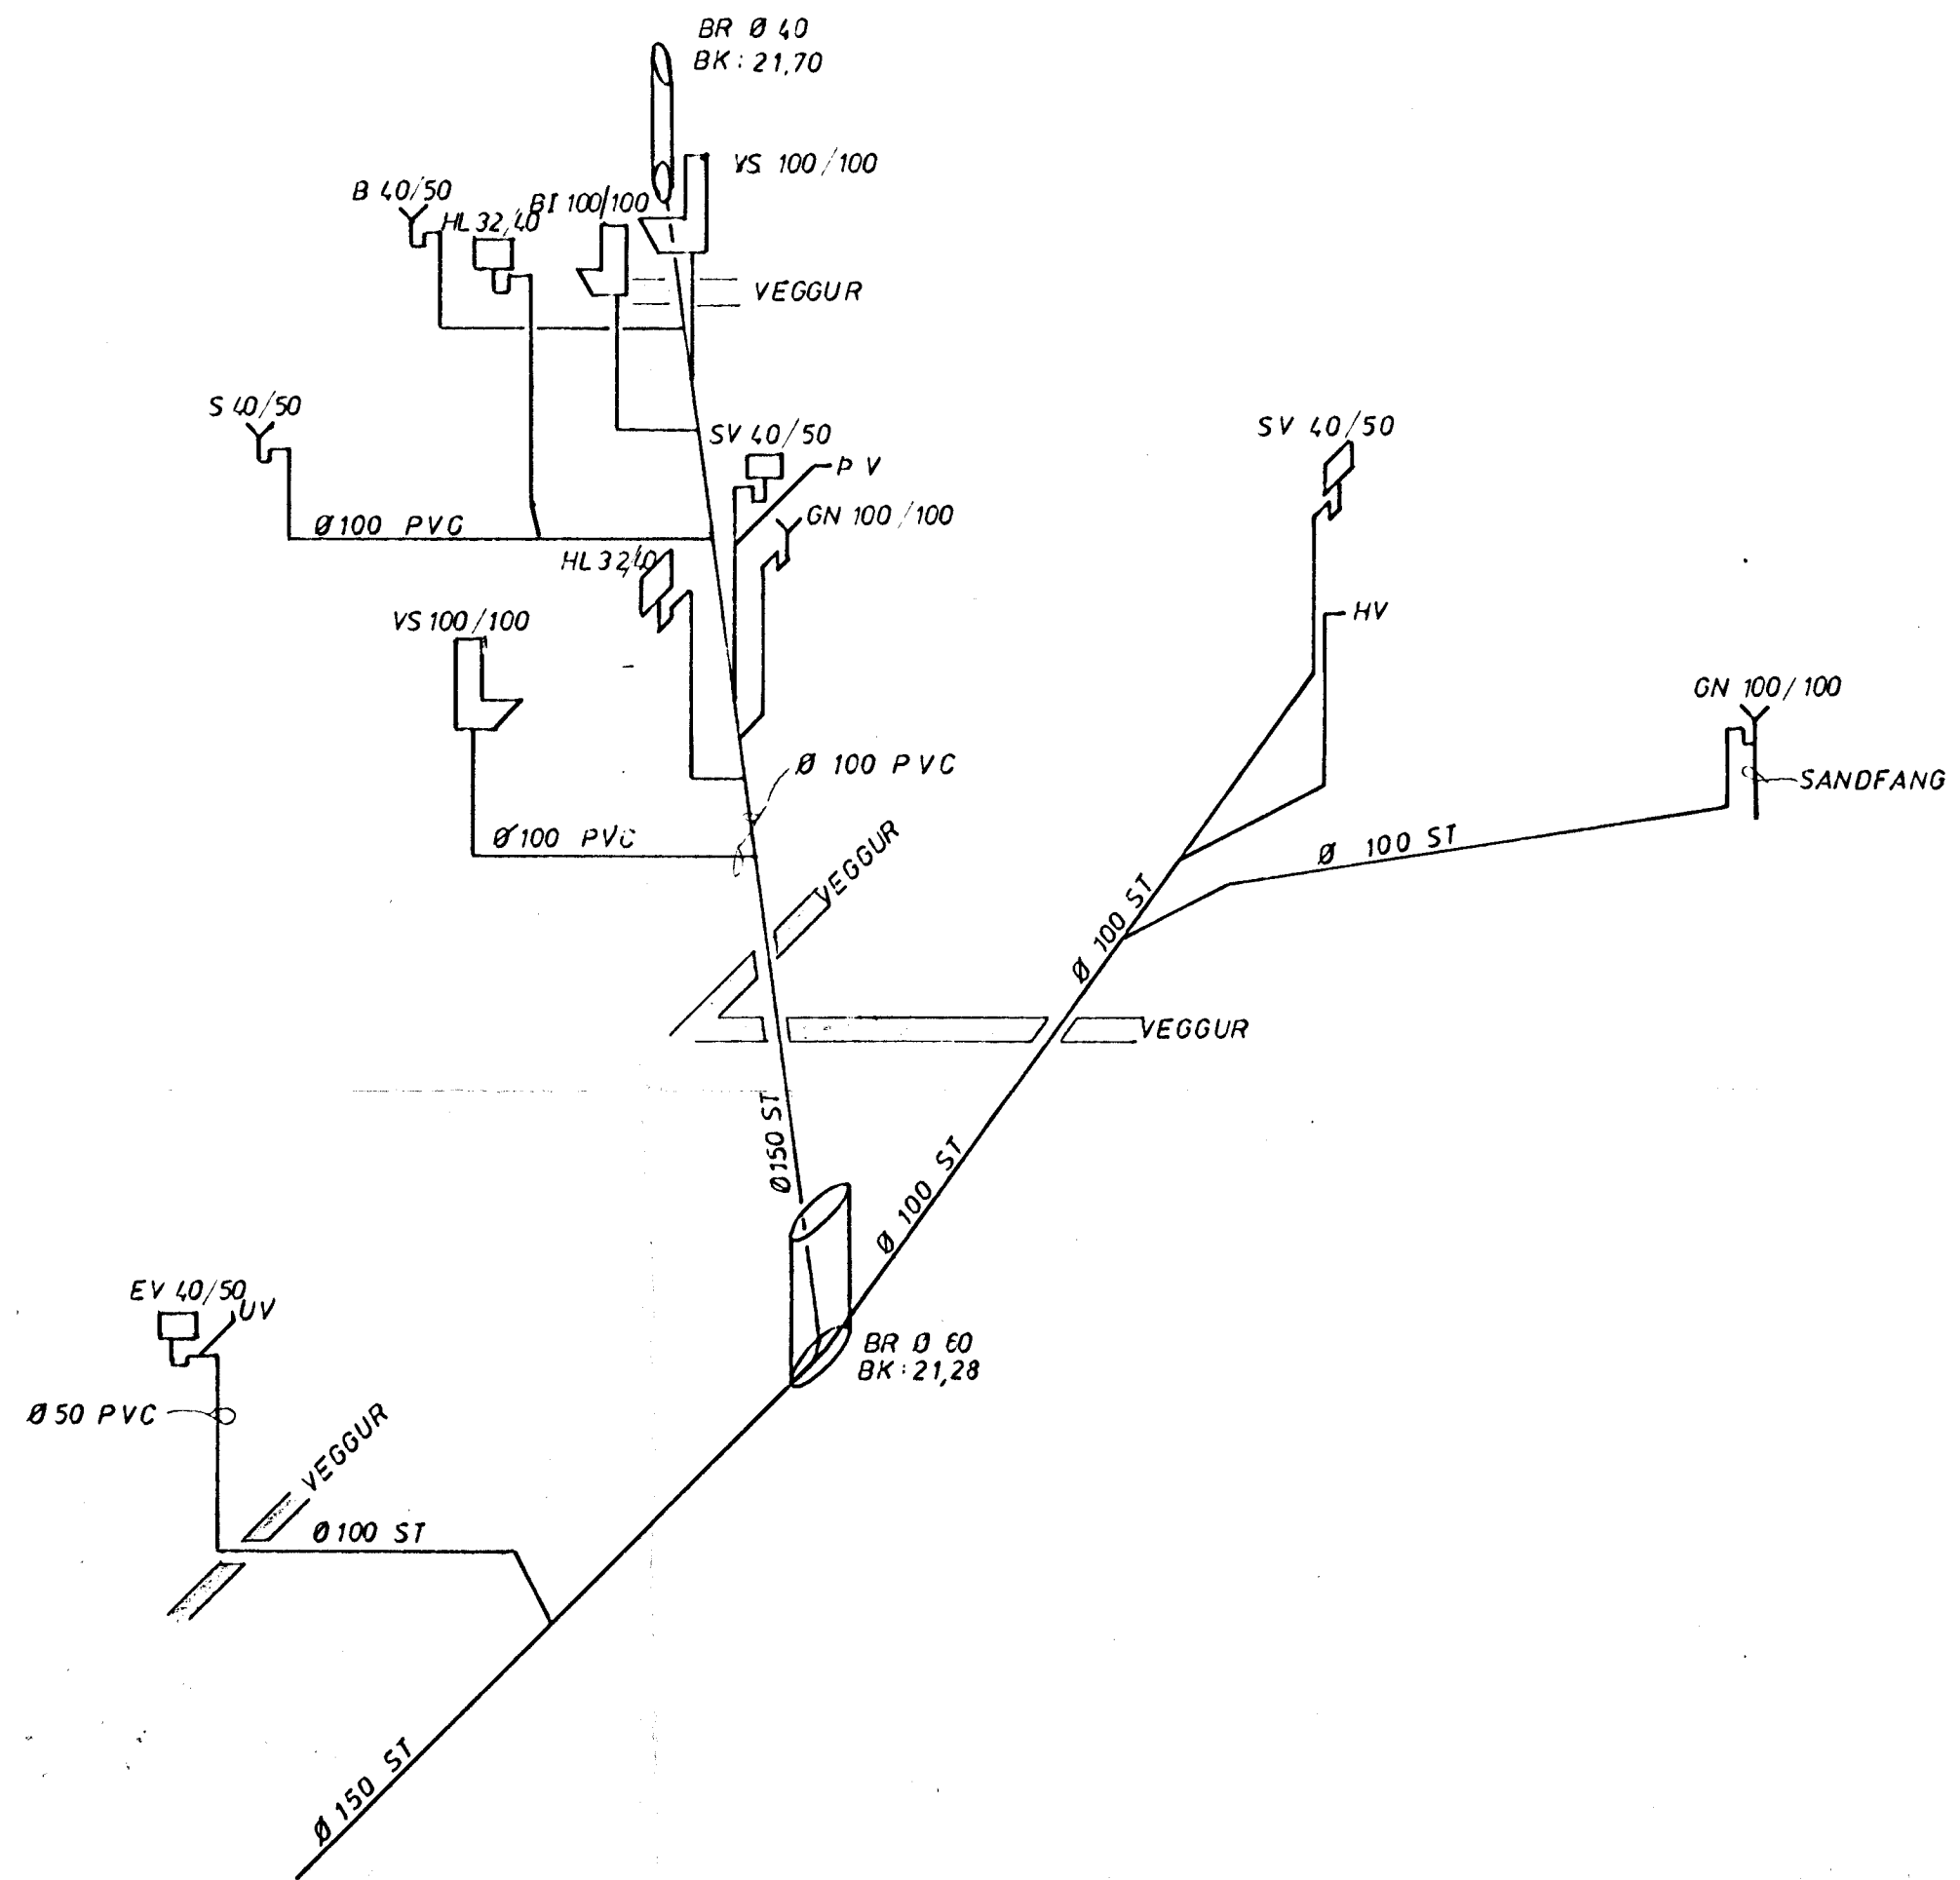 BR Ø 40
BK: 21,70
VS 100/100
B 40/50
HL 32/40
BI 100/100
VEGGUR
S 40/50
SV 40/50
SV 40/50
P V
GN 100/100
Ø 100 PVC
HL 32/40
VS 100/100
HV
GN 100/100
Ø 100 PVC
SANDFANG
Ø 100 PVC
VEGGUR
Ø 100 ST
Ø 100 ST
VEGGUR
Ø 150 ST
Ø 100 ST
EV 40/50
UV
BR Ø 60
BK: 21,28
Ø 50 PVC
VEGGUR
Ø 100 ST
Ø 150 ST